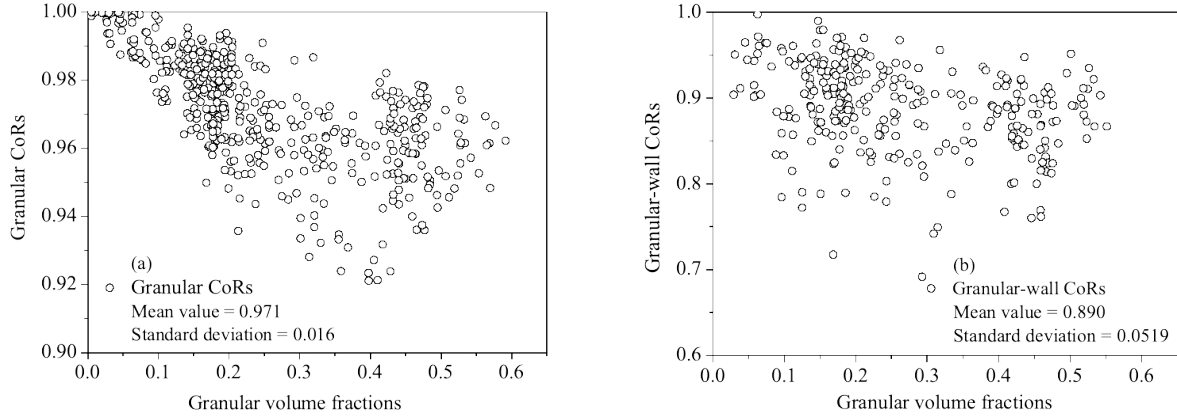 1.00
0.98
0.96
0.94
0.92
0.90
Granular CoRs
(a)
Granular CoRs
Mean value = 0.971
Standard deviation = 0.016
0.0 0.1 0.2 0.3 0.4 0.5 0.6
Granular volume fractions
1.0
0.9
0.8
0.7
0.6
Granular-wall CoRs
(b)
Granular-wall CoRs
Mean value = 0.890
Standard deviation = 0.0519
0.0 0.1 0.2 0.3 0.4 0.5 0.6
Granular volume fractions